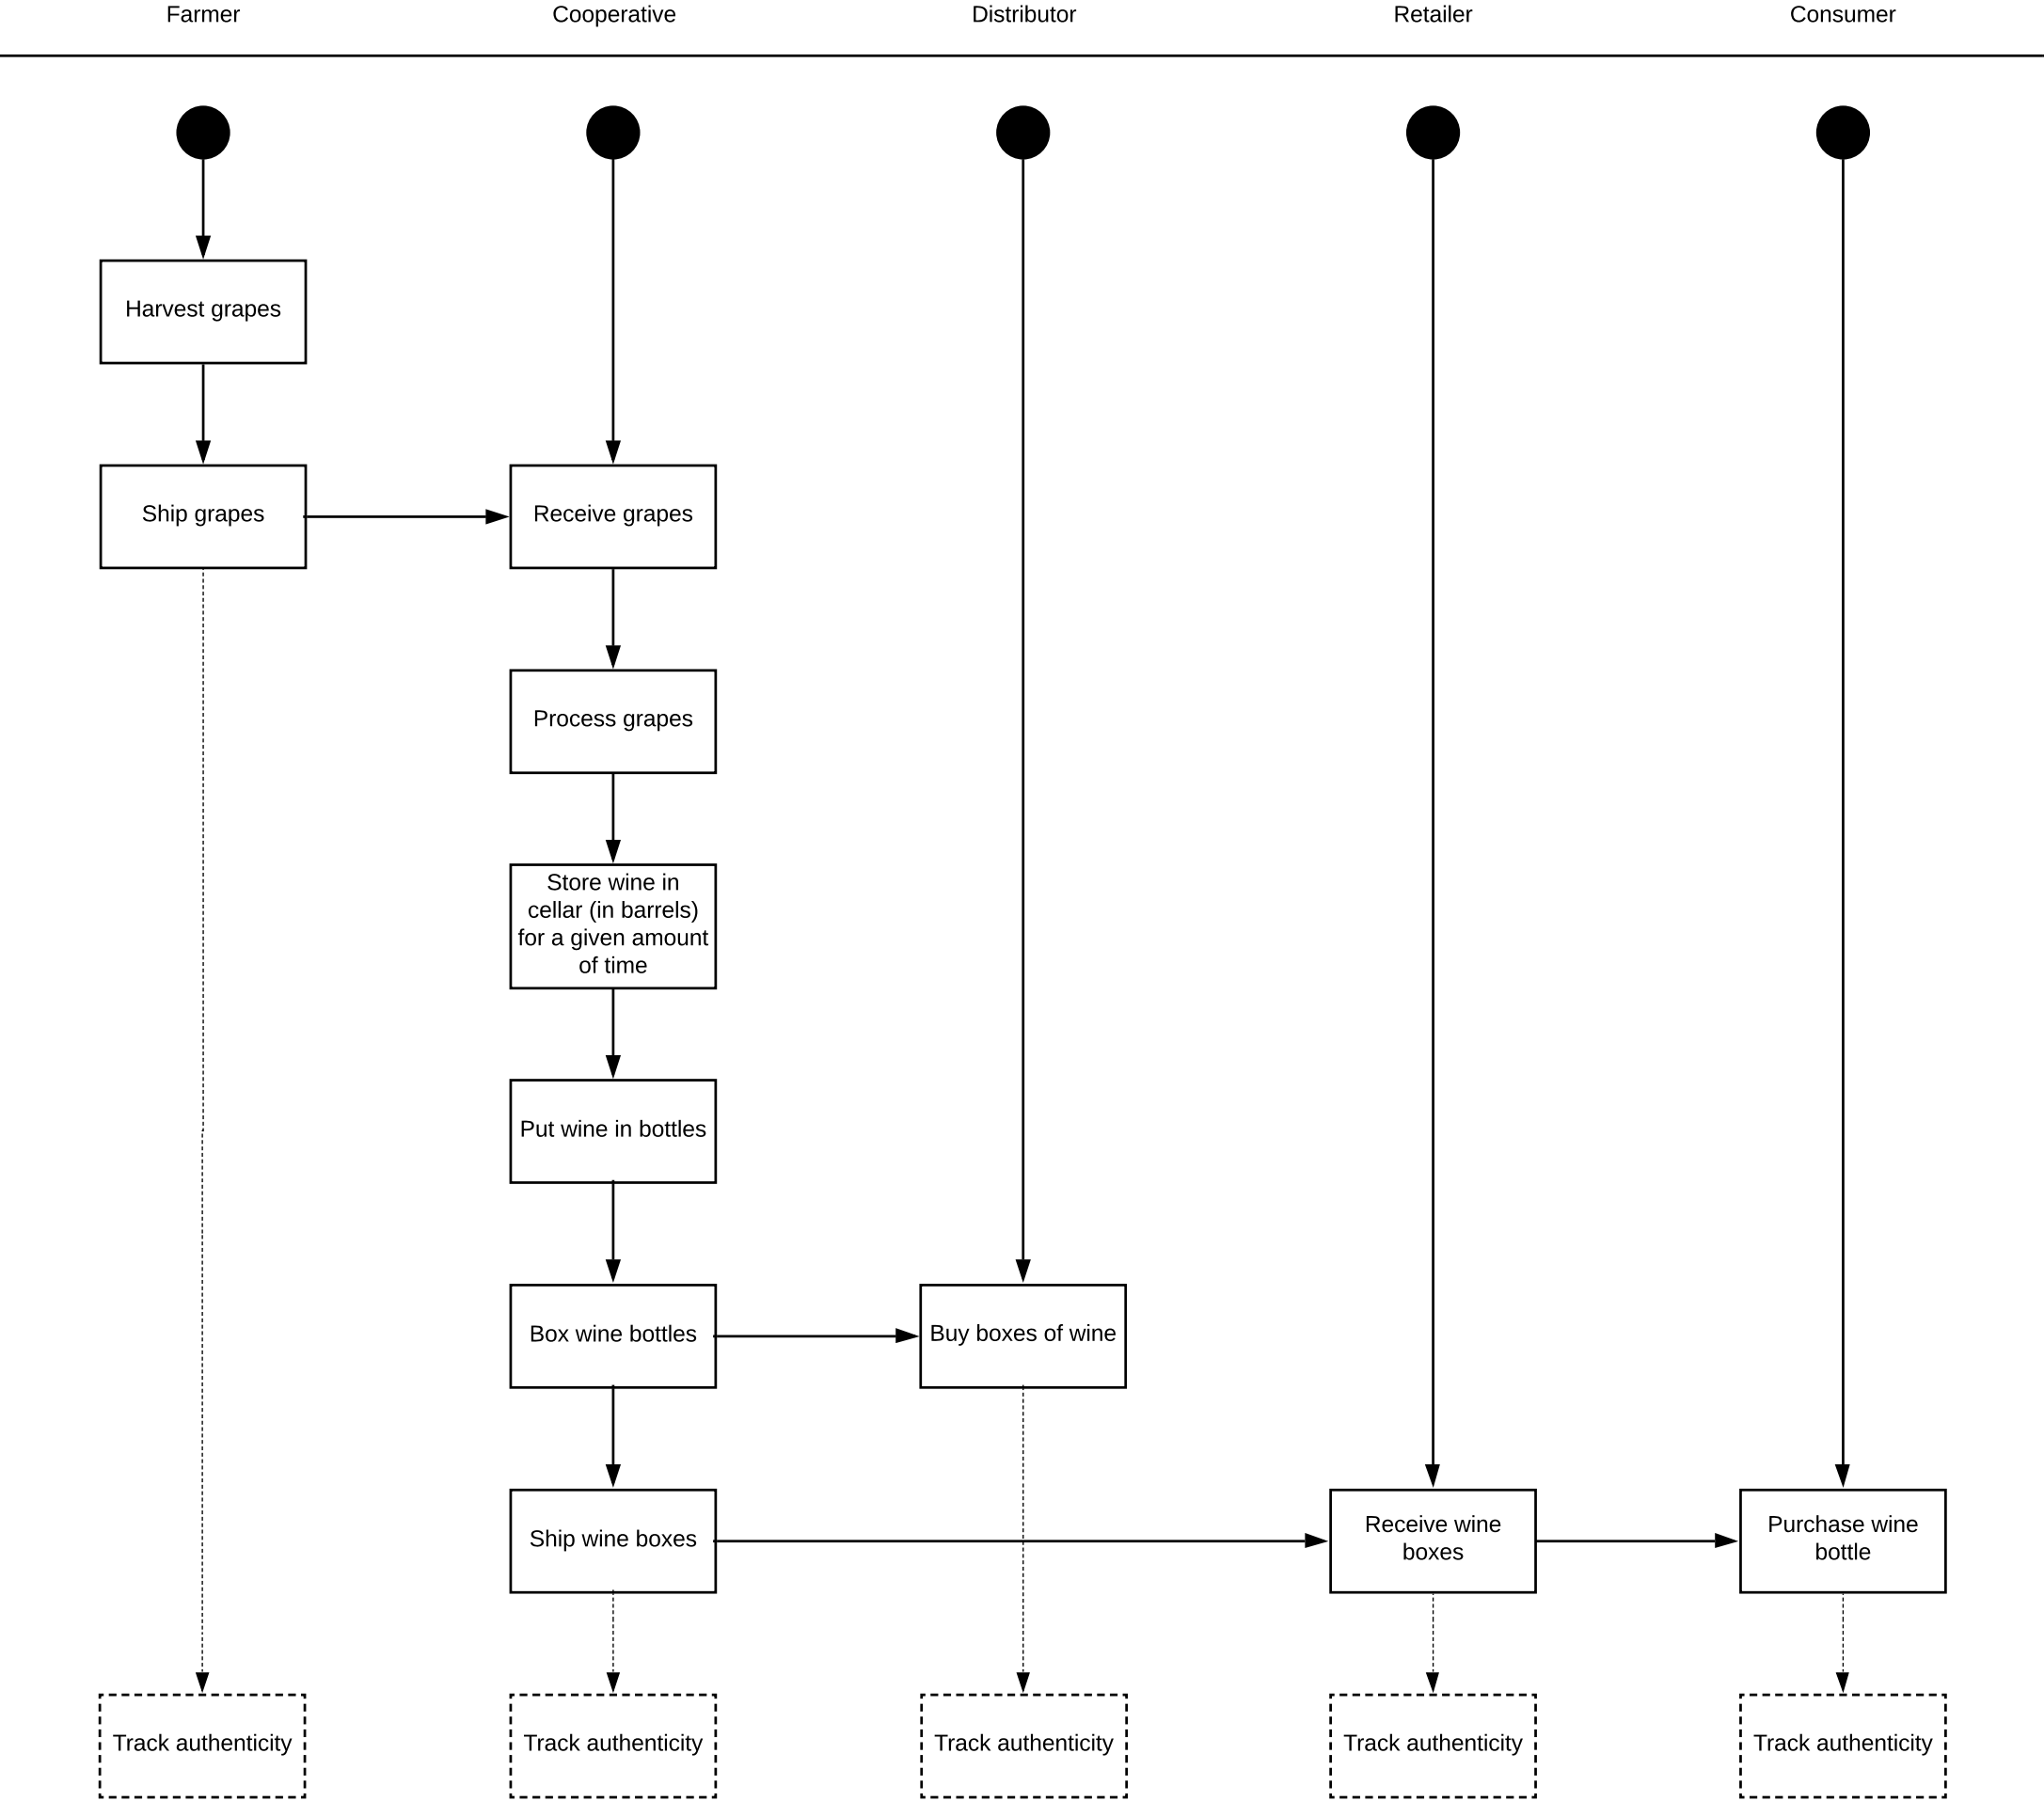 Farmer
Cooperative
Distributor
Retailer
Consumer
Harvest grapes
Ship grapes
Receive grapes
Process grapes
Store wine in
cellar (in barrels)
for a given amount
of time
Put wine in bottles
Box wine bottles
Buy boxes of wine
Ship wine boxes
Receive wine
boxes
Purchase wine
bottle
Track authenticity
Track authenticity
Track authenticity
Track authenticity
Track authenticity